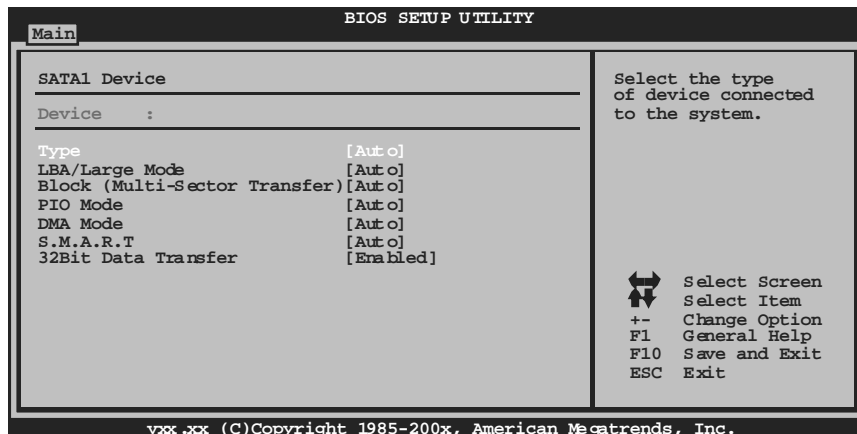 BIOS SETUP UTILITY
Main
SATA1 Device
Device :
Type [Auto]
LBA/Large Mode [Auto]
Block (Multi-Sector Transfer)[Auto]
PIO Mode [Auto]
DMA Mode [Auto]
S.M.A.R.T [Auto]
32Bit Data Transfer [Enabled]
Select the type
of device connected
to the system.
Select Screen
Select Item
+- Change Option
F1 General Help
F10 Save and Exit
ESC Exit
vxx.xx (C)Copyright 1985-200x, American Megatrends, Inc.